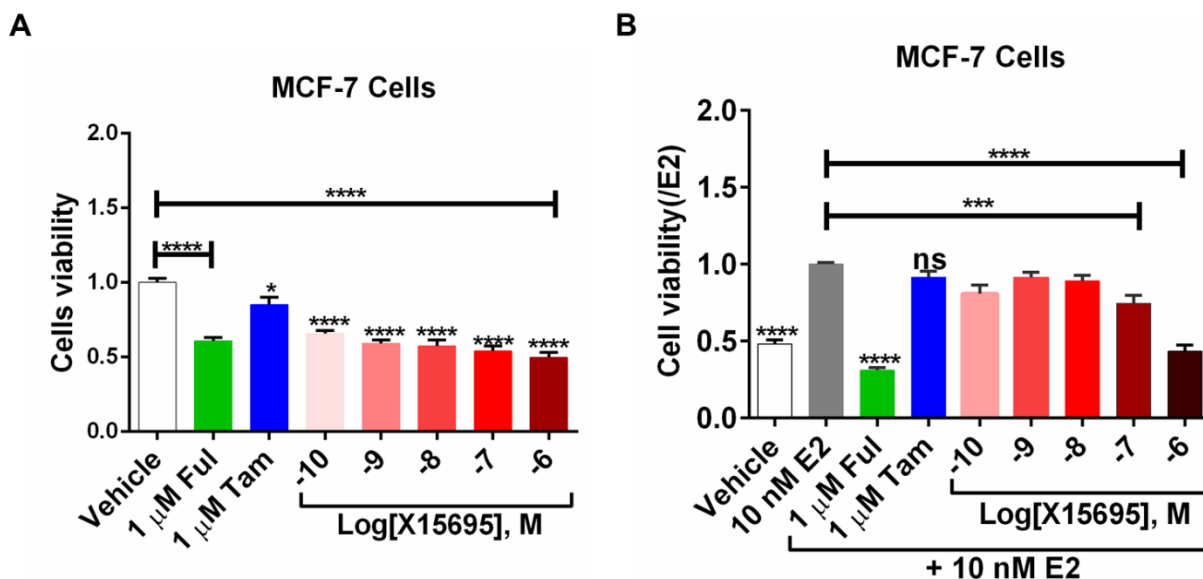 A
MCF-7 Cells
Cells viability
2.0
1.5
1.0
0.5
0.0
****
****
*
****
****
****
****
****
Vehicle
1 μM Ful
1 μM Tam
-10
-9
-8
-7
-6
Log[X15695], M
B
MCF-7 Cells
Cell viability(/E2)
2.0
1.5
1.0
0.5
0.0
****
***
ns
****
****
Vehicle
10 nM E2
1 μM Ful
1 μM Tam
-10
-9
-8
-7
-6
Log[X15695], M
+ 10 nM E2